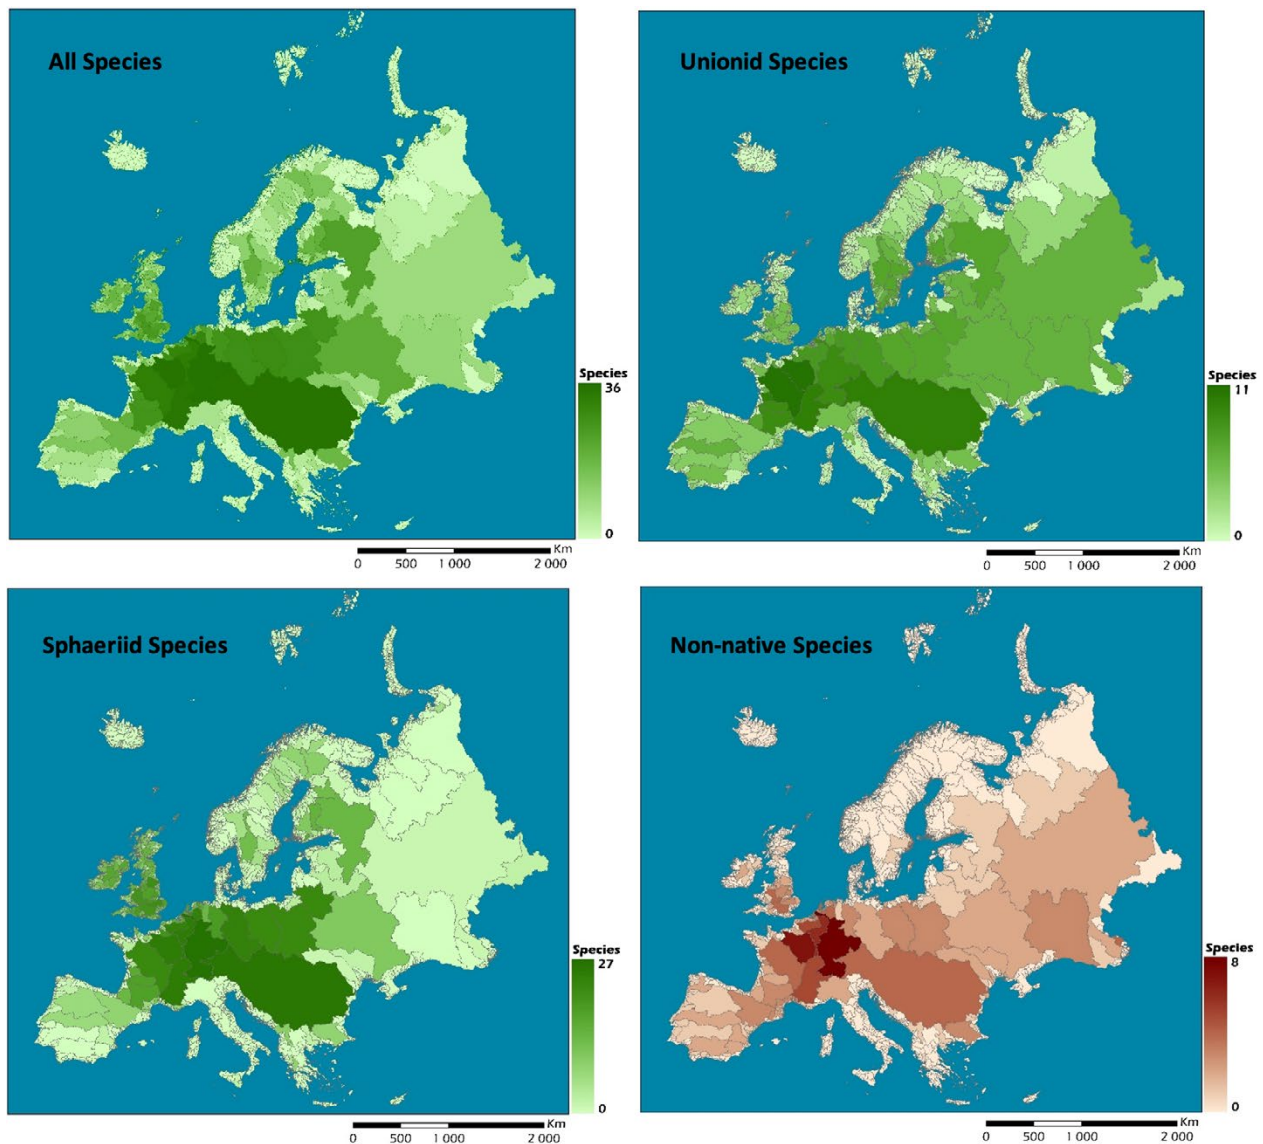 All Species
Species
36
0
Km
0 500 1 000 2 000
Unionid Species
Species
11
0
Km
0 500 1 000 2 000
Sphaeriid Species
Species
27
0
Km
0 500 1 000 2 000
Non-native Species
Species
8
0
Km
0 500 1 000 2 000